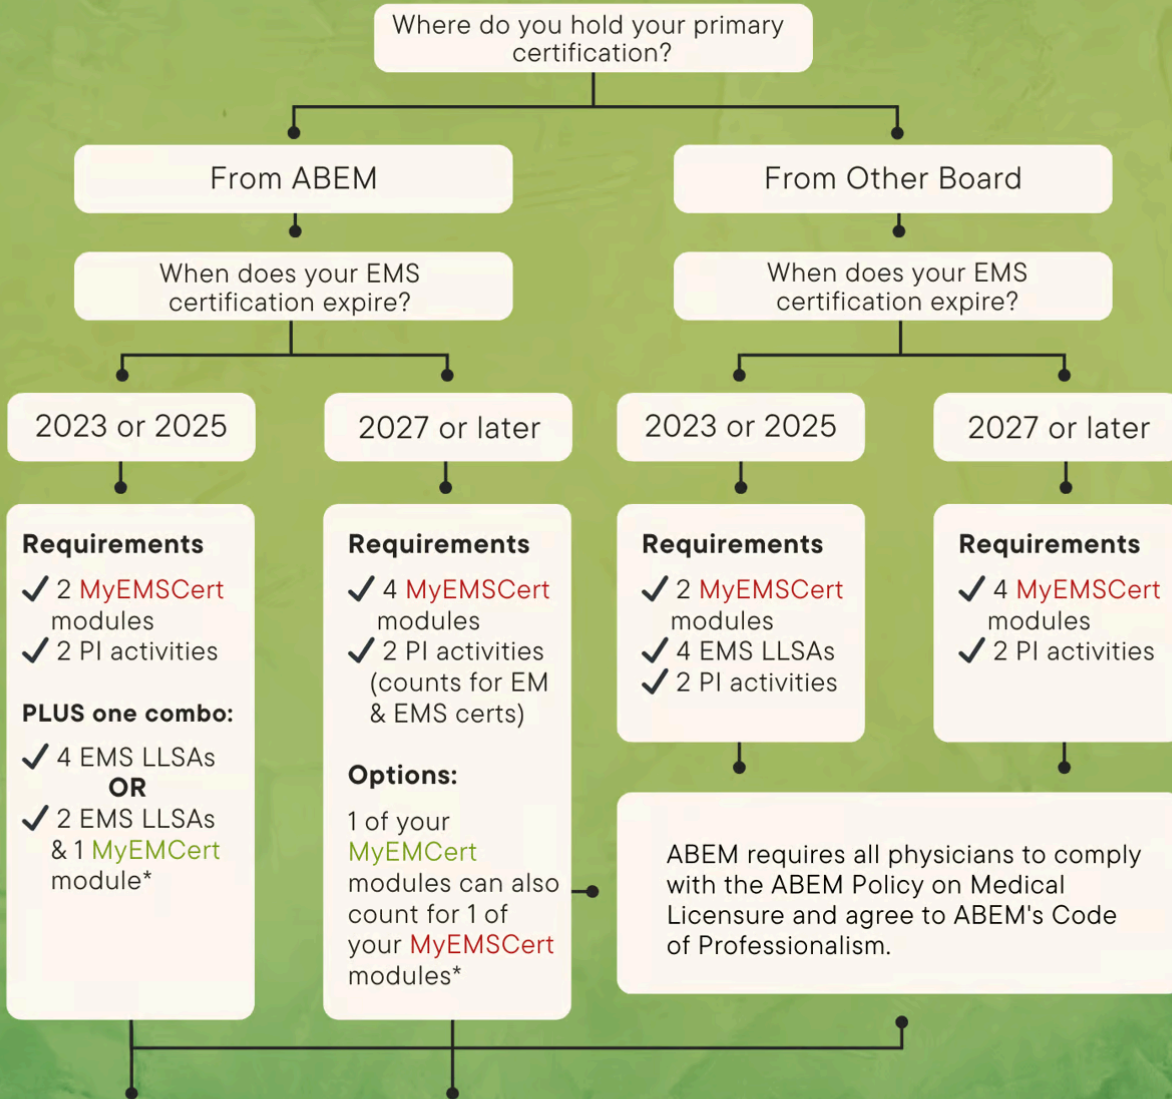 Where do you hold your primary
certification?
From ABEM
From Other Board
When does your EMS
certification expire?
When does your EMS
certification expire?
2023 or 2025
2027 or later
2023 or 2025
2027 or later
Requirements
✓ 2 MyEMSCert
modules
✓ 2 PI activities
PLUS one combo:
✓ 4 EMS LLSAs
OR
✓ 2 EMS LLSAs
& 1 MyEMCert
module*
Requirements
✓ 4 MyEMSCert
modules
✓ 2 PI activities
(counts for EM
& EMS certs)
Options:
1 of your
MyEMCert
modules can also
count for 1 of
your MyEMSCert
modules*
Requirements
✓ 2 MyEMSCert
modules
✓ 4 EMS LLSAs
✓ 2 PI activities
Requirements
✓ 4 MyEMSCert
modules
✓ 2 PI activities
ABEM requires all physicians to comply
with the ABEM Policy on Medical
Licensure and agree to ABEM's Code
of Professionalism.